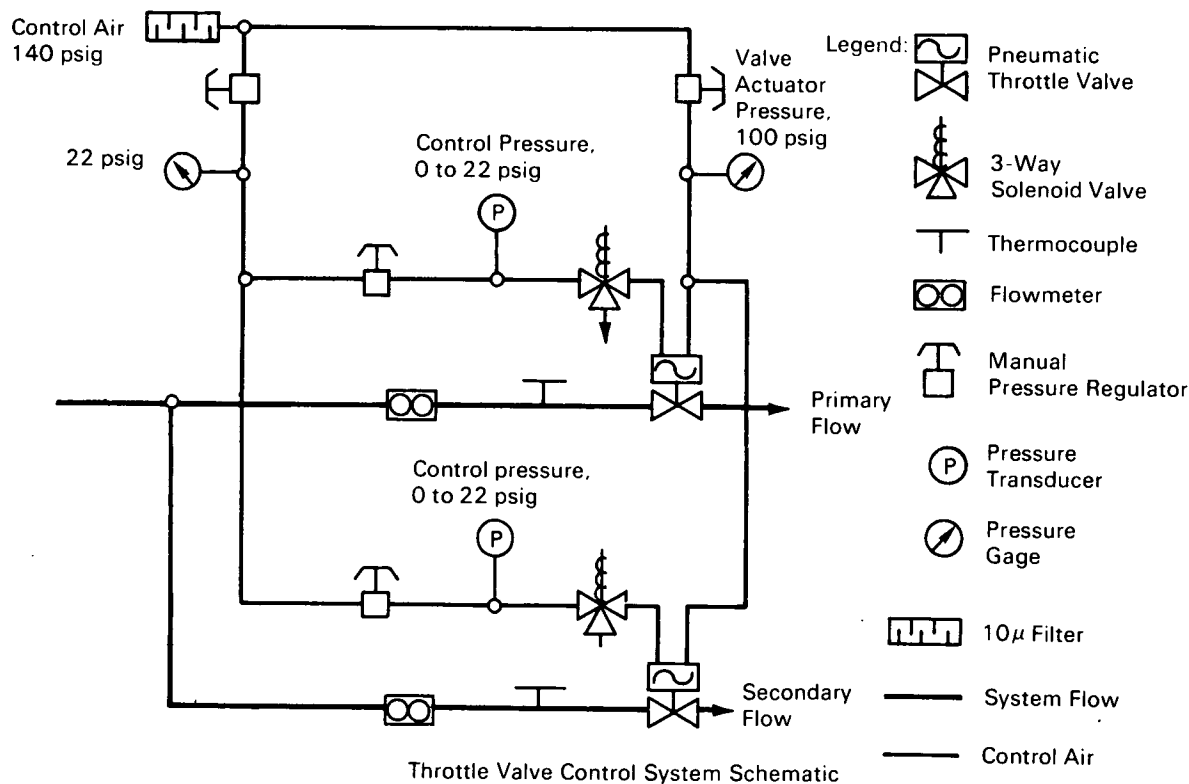 Control Air
140 psig
22 psig
Control Pressure,
0 to 22 psig
P
Valve
Actuator
Pressure,
100 psig
Primary
Flow
Control pressure,
0 to 22 psig
P
Secondary
Flow
Legend:
Pneumatic
Throttle Valve
3-Way
Solenoid Valve
Thermocouple
Flowmeter
Manual
Pressure Regulator
P
Pressure
Transducer
Pressure
Gage
10μ Filter
System Flow
Control Air
Throttle Valve Control System Schematic